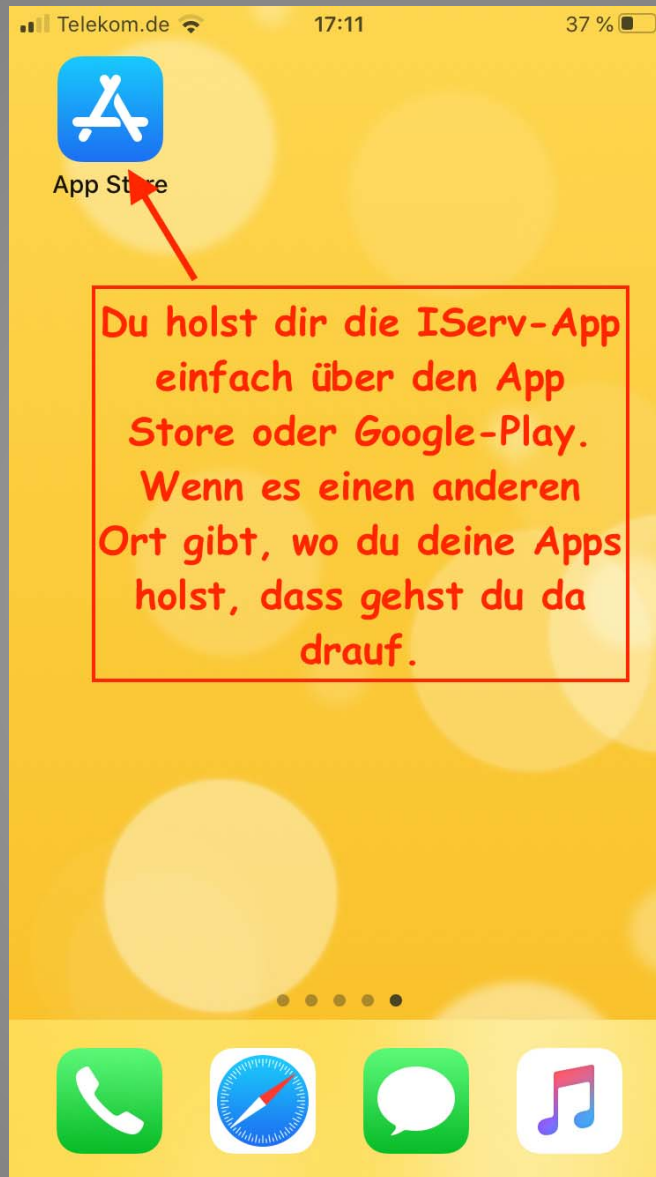 Telekom.de 17:11 37 %
App Store
Du holst dir die IServ-App
einfach über den App
Store oder Google-Play.
Wenn es einen anderen
Ort gibt, wo du deine Apps
holst, dass gehst du da
drauf.